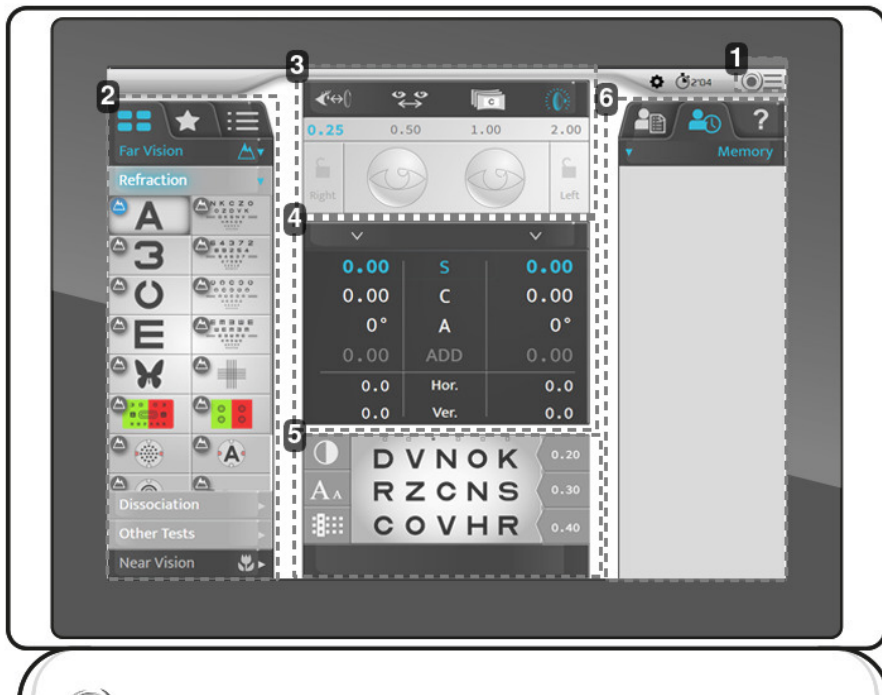 1
2'04
2
3
6
C
0.25 0.50 1.00 2.00
?
Far Vision
Memory
Refraction
Right
Left
A
N K C Z O
O Z D V K
4
3
0.00 S 0.00
0.00 C 0.00
0° A 0°
E
0.00 ADD 0.00
0.0 Hor. 0.0
0.0 Ver. 0.0
5
D V N O K 0.20
A
A A
R Z C N S 0.30
C O V H R 0.40
Dissociation
Other Tests
Near Vision